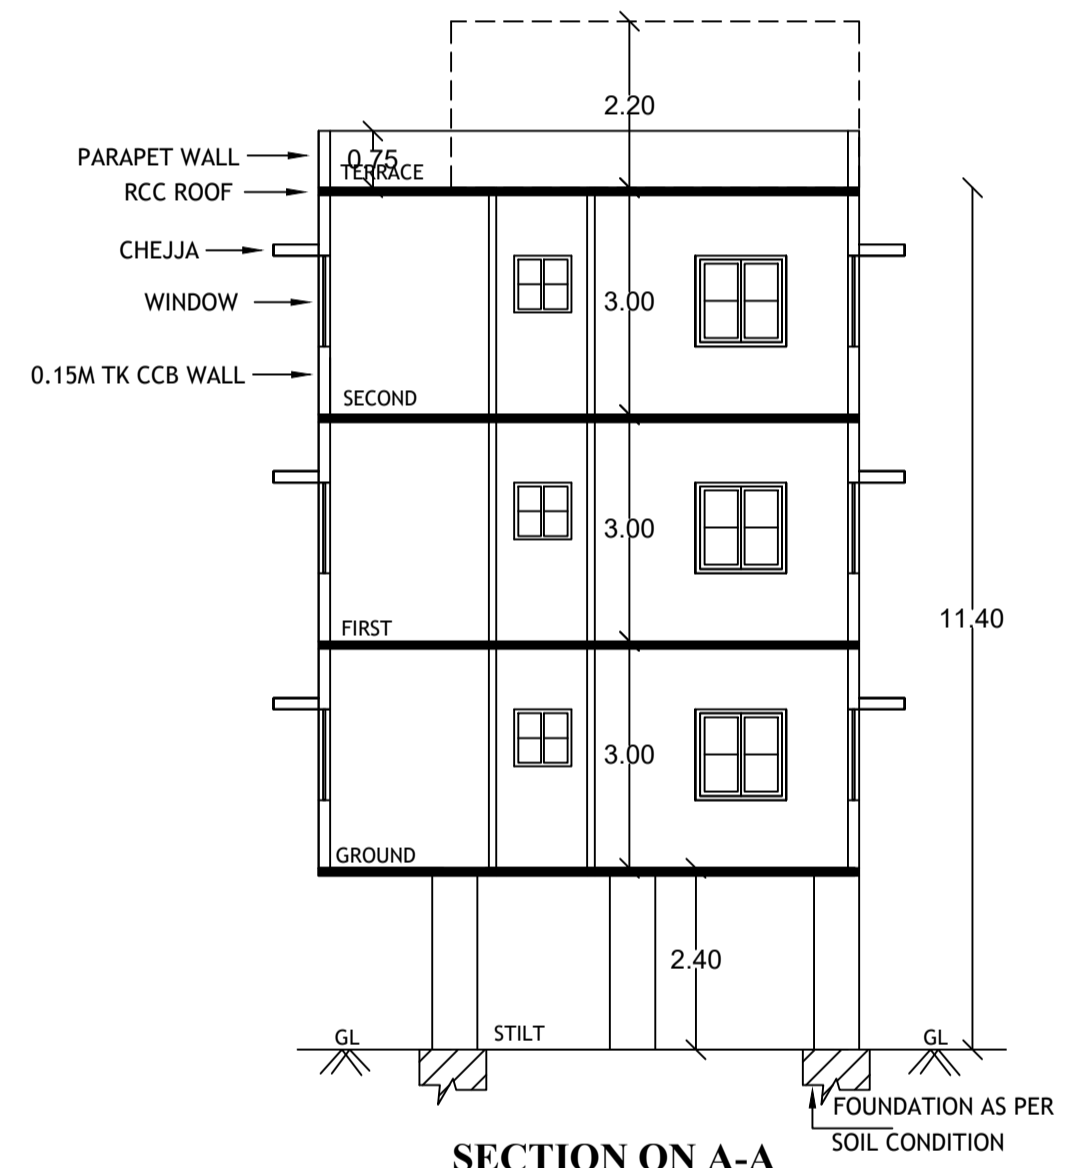 2.20
PARAPET WALL
0.75
TERRACE
RCC ROOF
CHEJJA
WINDOW
3.00
0.15M TK CCB WALL
SECOND
3.00
11.40
FIRST
3.00
GROUND
2.40
STILT
GL
GL
FOUNDATION AS PER
SOIL CONDITION
SECTION ON A-A